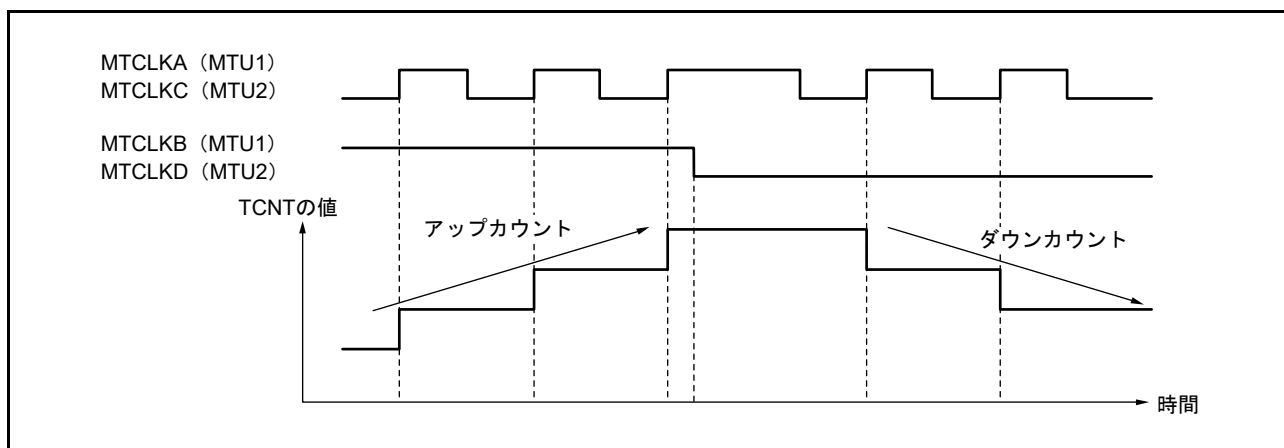 MTCLKA（MTU1）
MTCLKC（MTU2）
MTCLKB（MTU1）
MTCLKD（MTU2）
TCNTの値
アップカウント
ダウンカウント
時間